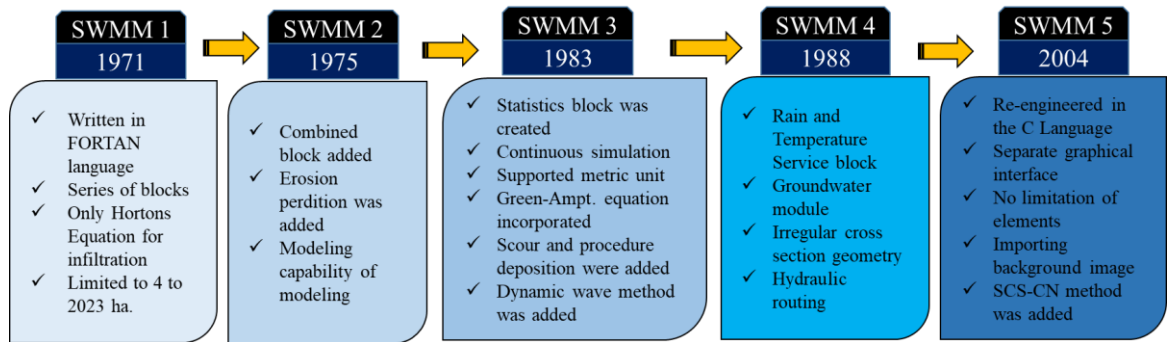 SWMM 1
1971
✓ Written in
FORTAN
language
✓ Series of blocks
✓ Only Hortons
Equation for
infiltration
✓ Limited to 4 to
2023 ha.
SWMM 2
1975
✓ Combined
block added
✓ Erosion
perdition was
added
✓ Modeling
capability of
modeling
SWMM 3
1983
✓ Statistics block was
created
✓ Continuous simulation
✓ Supported metric unit
✓ Green-Ampt. equation
incorporated
✓ Scour and procedure
deposition were added
✓ Dynamic wave method
was added
SWMM 4
1988
✓ Rain and
Temperature
Service block
✓ Groundwater
module
✓ Irregular cross
section geometry
✓ Hydraulic
routing
SWMM 5
2004
✓ Re-engineered in
the C Language
✓ Separate graphical
interface
✓ No limitation of
elements
✓ Importing
background image
✓ SCS-CN method
was added